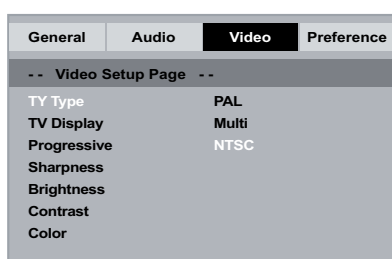 General Audio Video Preference
- - Video Setup Page - -
TY Type PAL
TV Display Multi
Progressive NTSC
Sharpness
Brightness
Contrast
Color